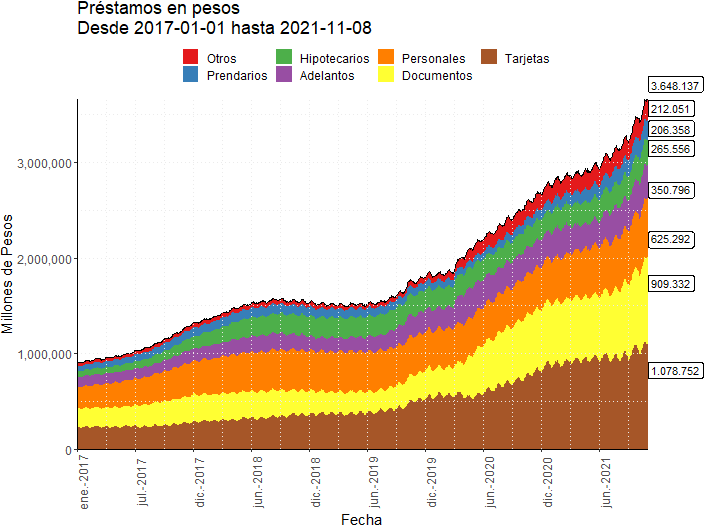 Préstamos en pesos
Desde 2017-01-01 hasta 2021-11-08
Otros Hipotecarios Personales Tarjetas
Prendarios Adelantos Documentos
3.648.137
212.051
206.358
265.556
350.796
625.292
909.332
1.078.752
Millones de Pesos
3,000,000
2,000,000
1,000,000
0
ene.-2017 jul.-2017 dic.-2017 jun.-2018 dic.-2018 jun.-2019 dic.-2019 jun.-2020 dic.-2020 jun.-2021
Fecha